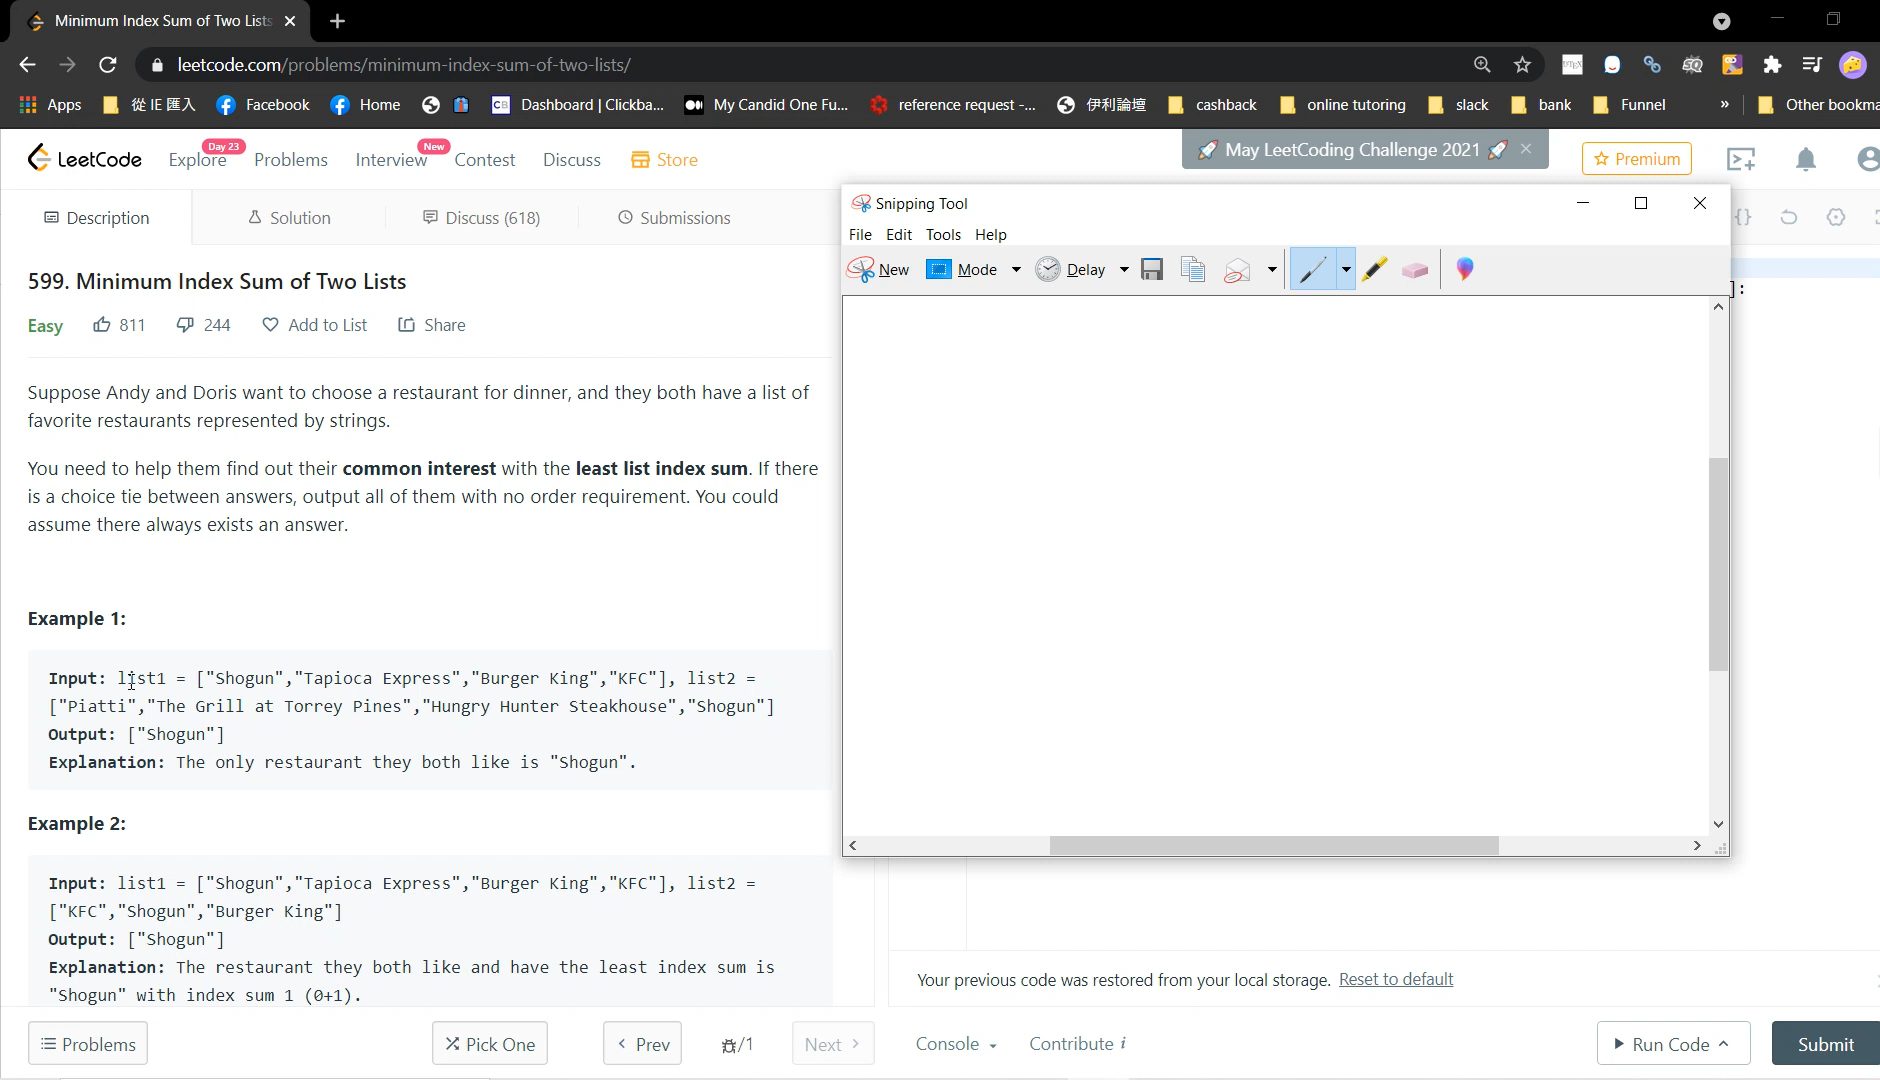 Minimum Index Sum of Two Lists
leetcode.com/problems/minimum-index-sum-of-two-lists/
Apps 從 IE 匯入 Facebook Home CB Dashboard | Clickba... My Candid One Fu... reference request -... 伊利論壇 cashback online tutoring slack bank Funnel » Other bookma
LeetCode Explore Day 23 Problems Interview New Contest Discuss Store May LeetCoding Challenge 2021 Premium
Description Solution Discuss (618) Submissions
Snipping Tool
File Edit Tools Help
New Mode Delay
]:
599. Minimum Index Sum of Two Lists
Easy 811 244 Add to List Share
Suppose Andy and Doris want to choose a restaurant for dinner, and they both have a list of
favorite restaurants represented by strings.
You need to help them find out their common interest with the least list index sum. If there
is a choice tie between answers, output all of them with no order requirement. You could
assume there always exists an answer.
Example 1:
Input: list1 = ["Shogun","Tapioca Express","Burger King","KFC"], list2 =
["Piatti","The Grill at Torrey Pines","Hungry Hunter Steakhouse","Shogun"]
Output: ["Shogun"]
Explanation: The only restaurant they both like is "Shogun".
Example 2:
Input: list1 = ["Shogun","Tapioca Express","Burger King","KFC"], list2 =
["KFC","Shogun","Burger King"]
Output: ["Shogun"]
Explanation: The restaurant they both like and have the least index sum is
"Shogun" with index sum 1 (0+1).
Your previous code was restored from your local storage. Reset to default
Problems Pick One Prev /1 Next Console Contribute i Run Code Submit